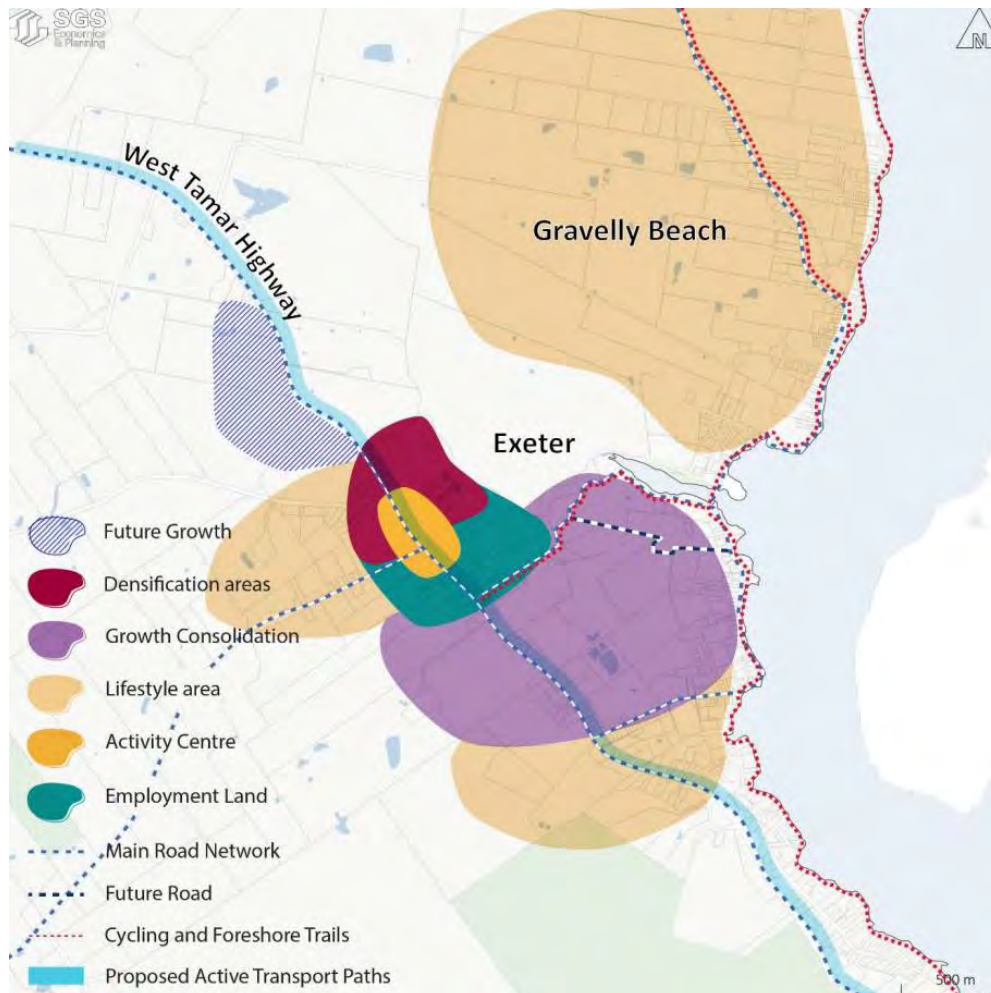 SGS
Economics
& Planning
N
West Tamar Highway
Gravelly Beach
Exeter
Future Growth
Densification areas
Growth Consolidation
Lifestyle area
Activity Centre
Employment Land
Main Road Network
Future Road
Cycling and Foreshore Trails
Proposed Active Transport Paths
500 m